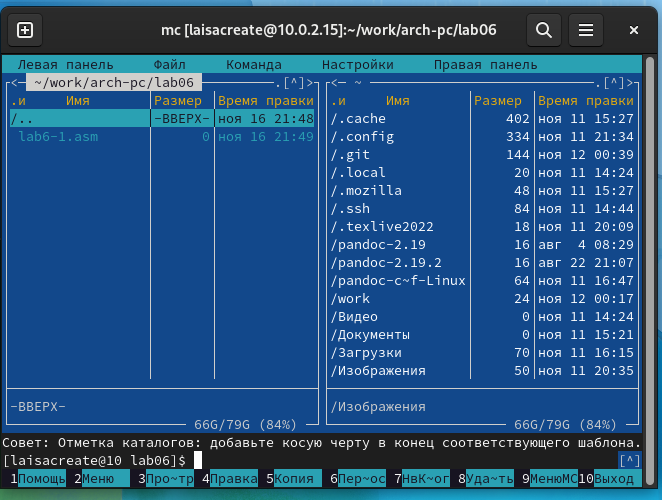 mc [laisacreate@10.0.2.15]:~/work/arch-pc/lab06
Левая панель Файл Команда Настройки Правая панель
<─ ~/work/arch-pc/lab06 ─.[^]>
.и Имя Размер Время правки
/.. -ВВЕРХ- ноя 16 21:48
lab6-1.asm 0 ноя 16 21:49
-ВВЕРХ-
66G/79G (84%)
<─ ~ ─.[^]>
.и Имя Размер Время правки
/.cache 402 ноя 11 15:27
/.config 334 ноя 11 21:34
/.git 144 ноя 12 00:39
/.local 20 ноя 11 14:24
/.mozilla 48 ноя 11 15:27
/.ssh 84 ноя 11 14:44
/.texlive2022 18 ноя 11 20:09
/pandoc-2.19 16 авг 4 08:29
/pandoc-2.19.2 16 авг 22 21:07
/pandoc-c~f-Linux 64 ноя 11 16:47
/work 24 ноя 12 00:17
/Видео 0 ноя 11 14:24
/Документы 0 ноя 11 15:21
/Загрузки 70 ноя 11 16:15
/Изображения 50 ноя 11 20:35
/Изображения
66G/79G (84%)
Совет: Отметка каталогов: добавьте косую черту в конец соответствующего шаблона.
[laisacreate@10 lab06]$ [^]
1Помощь 2Меню 3Про~тр 4Правка 5Копия 6Пер~ос 7НвК~ог 8Уда~ть 9МенюMC 10Выход